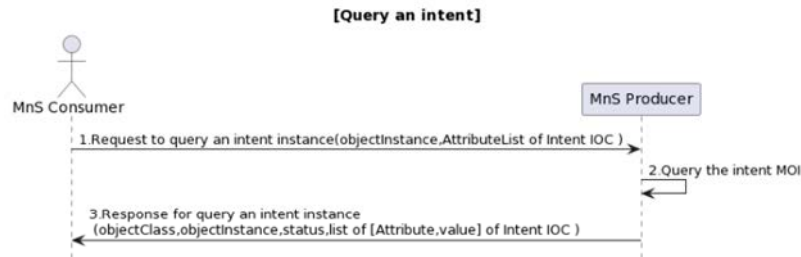 [Query an intent]
MnS Consumer
MnS Producer
1.Request to query an intent instance(objectInstance,AttributeList of Intent IOC )
2.Query the intent MOI
3.Response for query an intent instance
(objectClass,objectInstance,status,list of [Attribute,value] of Intent IOC )